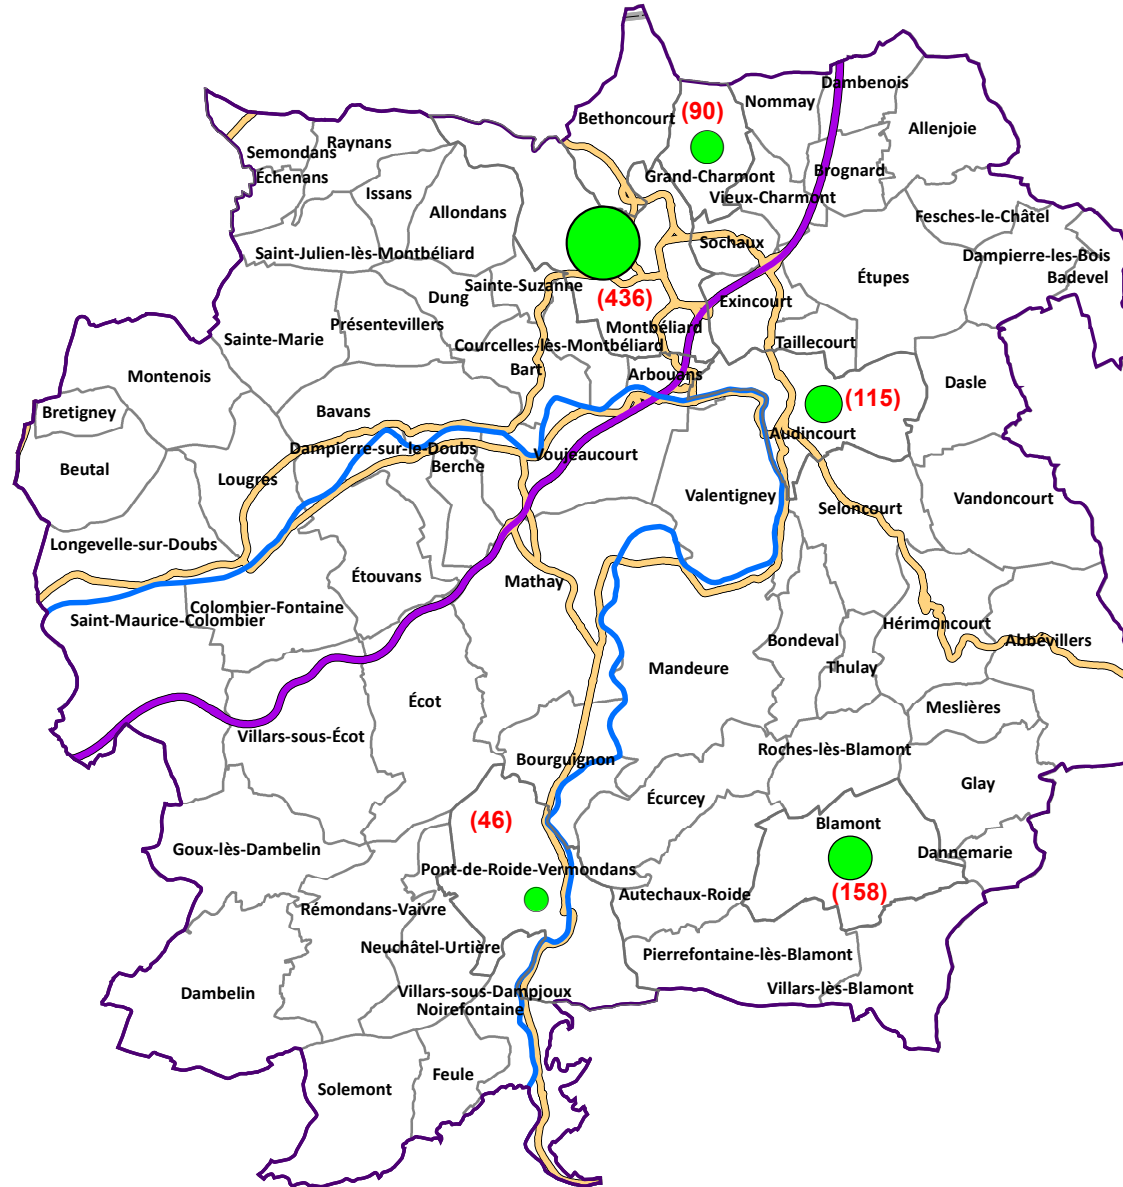 Dambenois
Nommay
(90)
Bethoncourt
Allenjoie
Raynans
Semondans
Échenans
Brognard
Grand-Charmont
Issans
Vieux-Charmont
Allondans
Fesches-le-Châtel
Sochaux
Saint-Julien-lès-Montbéliard
Dampierre-les-Bois
Étupes
Badevel
Sainte-Suzanne
Dung
(436)
Exincourt
Présentevillers
Montbéliard
Sainte-Marie
Courcelles-lès-Montbéliard
Taillecourt
Bart
Arbouans
Montenois
Dasle
(115)
Bretigney
Bavans
Audincourt
Dampierre-sur-le-Doubs
Voujeaucourt
Berche
Beutal
Lougres
Valentigney
Vandoncourt
Seloncourt
Longevelle-sur-Doubs
Étouvans
Mathay
Colombier-Fontaine
Saint-Maurice-Colombier
Hérimoncourt
Bondeval
Abbévillers
Mandeure
Thulay
Écot
Meslières
Villars-sous-Écot
Roches-lès-Blamont
Bourguignon
Glay
Écurcey
(46)
Blamont
Goux-lès-Dambelin
Dannemarie
Pont-de-Roide-Vermondans
(158)
Autechaux-Roide
Rémondans-Vaivre
Neuchâtel-Urtière
Pierrefontaine-lès-Blamont
Villars-lès-Blamont
Dambelin
Villars-sous-Dampjoux
Noirefontaine
Feule
Solemont